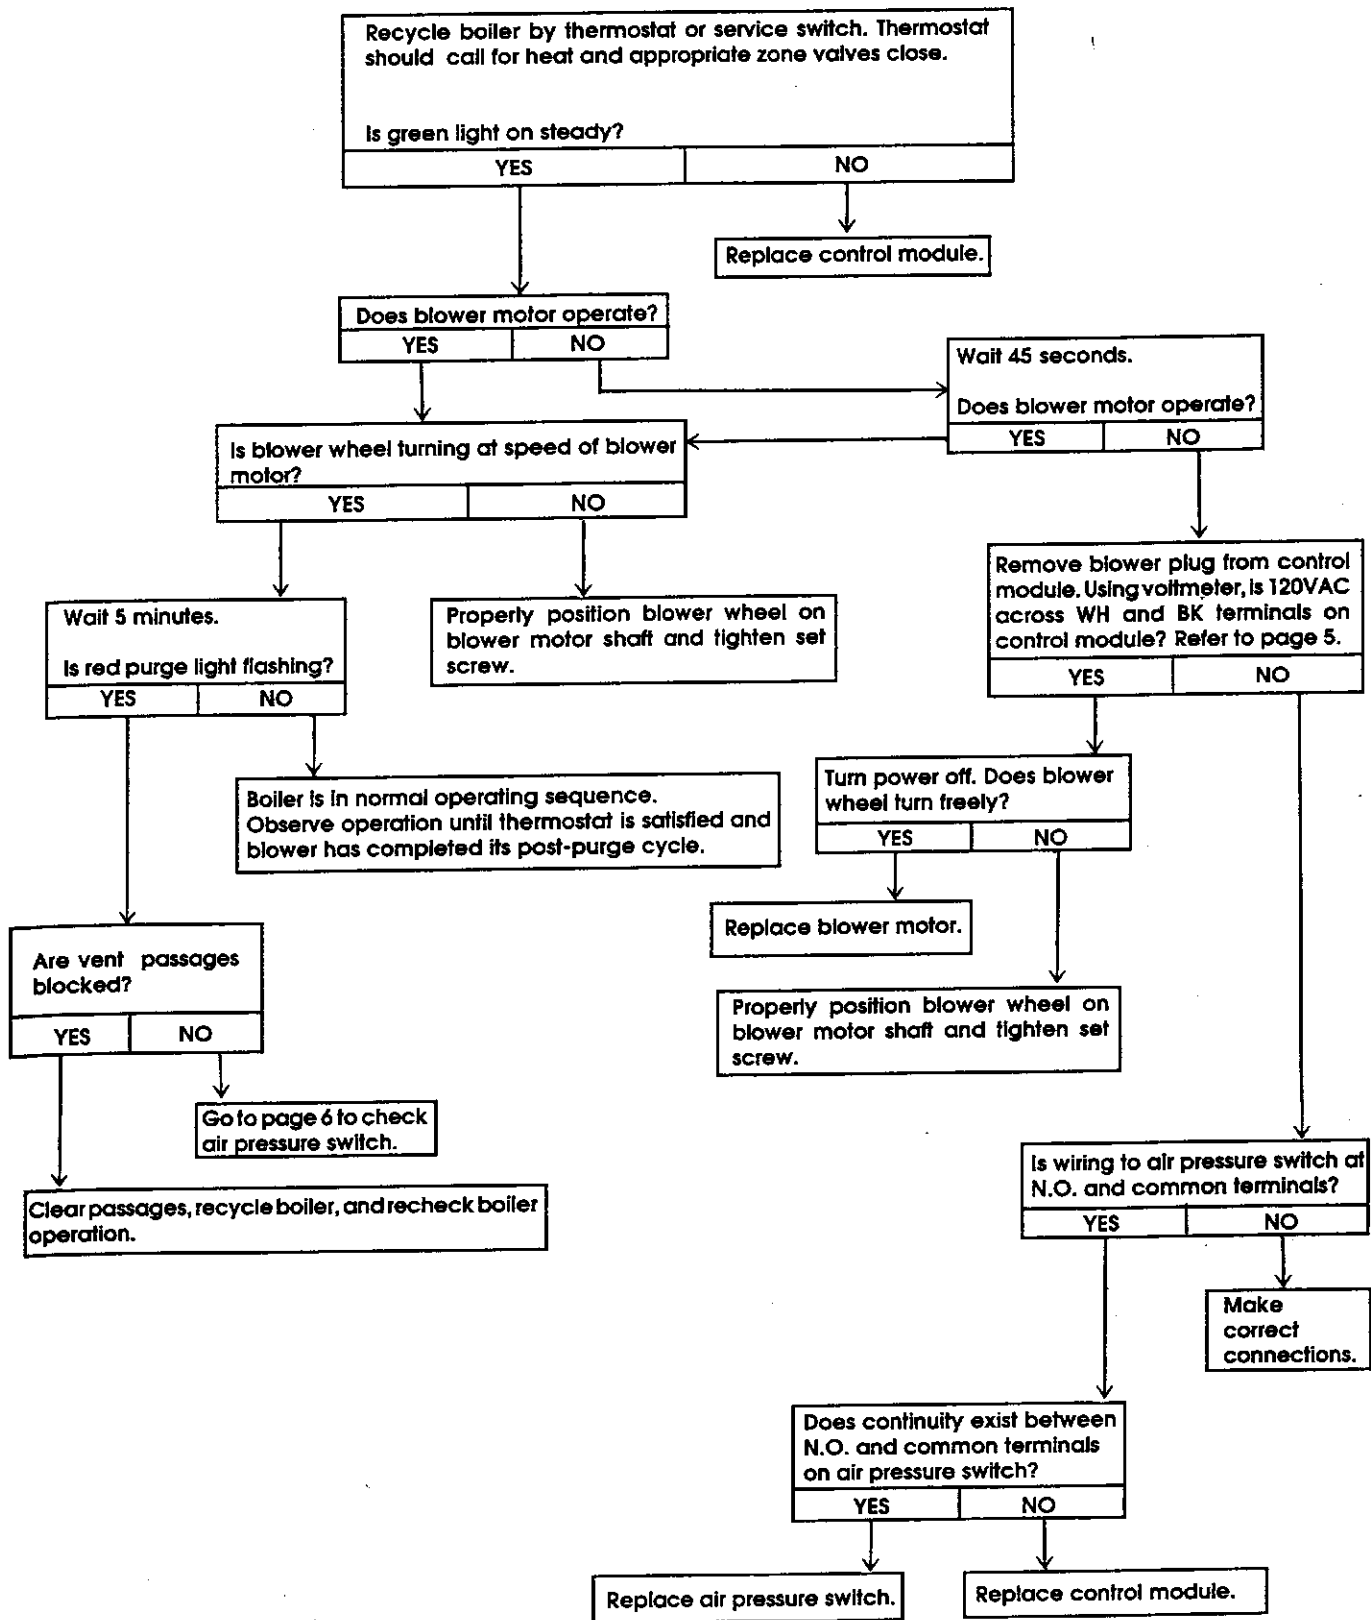 Recycle boiler by thermostat or service switch. Thermostat
should call for heat and appropriate zone valves close.
Is green light on steady?
YES NO
Replace control module.
Does blower motor operate?
YES NO
Wait 45 seconds.
Does blower motor operate?
YES NO
Is blower wheel turning at speed of blower
motor?
YES NO
Remove blower plug from control
module. Using voltmeter, is 120VAC
across WH and BK terminals on
control module? Refer to page 5.
YES NO
Wait 5 minutes.
Is red purge light flashing?
YES NO
Properly position blower wheel on
blower motor shaft and tighten set
screw.
Turn power off. Does blower
wheel turn freely?
YES NO
Boiler is in normal operating sequence.
Observe operation until thermostat is satisfied and
blower has completed its post-purge cycle.
Replace blower motor.
Are vent passages
blocked?
YES NO
Properly position blower wheel on
blower motor shaft and tighten set
screw.
Go to page 6 to check
air pressure switch.
Clear passages, recycle boiler, and recheck boiler
operation.
Is wiring to air pressure switch at
N.O. and common terminals?
YES NO
Make
correct
connections.
Does continuity exist between
N.O. and common terminals
on air pressure switch?
YES NO
Replace air pressure switch.
Replace control module.